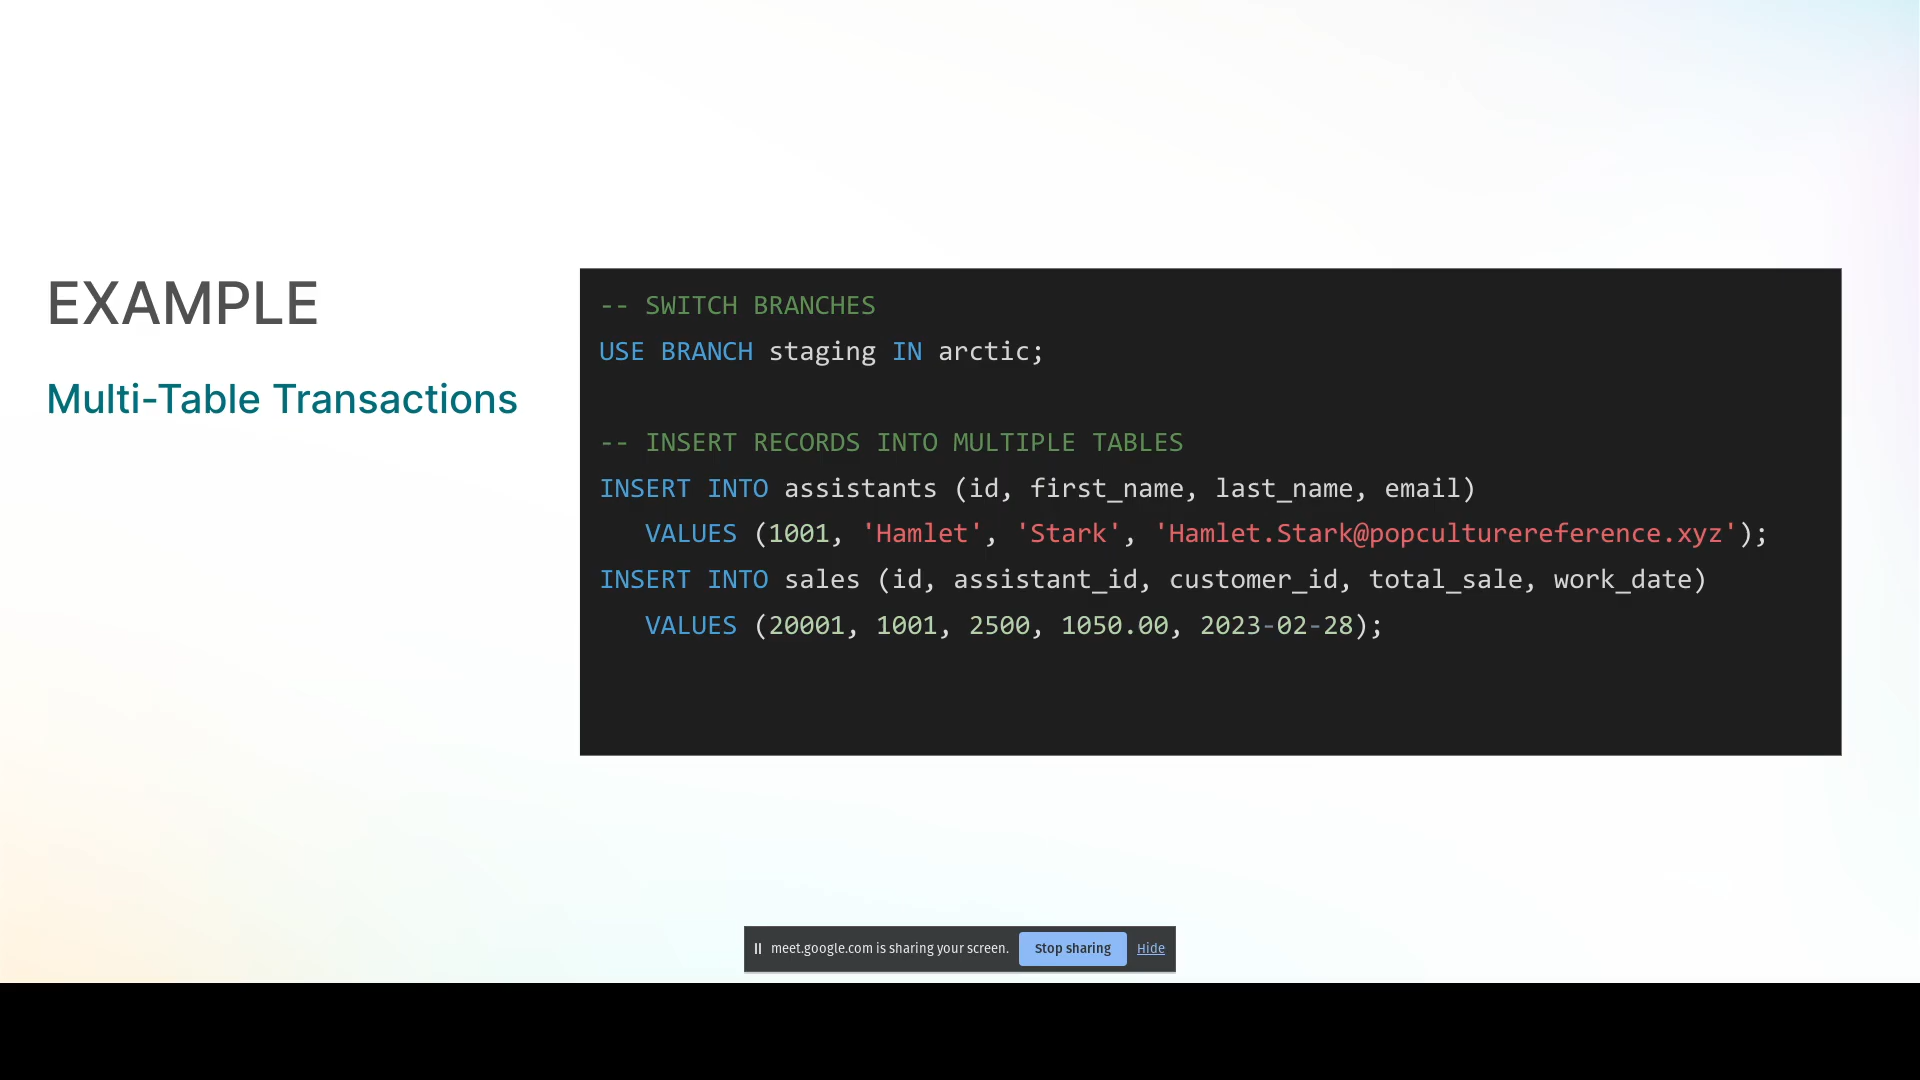 EXAMPLE
Multi-Table Transactions
-- SWITCH BRANCHES
USE BRANCH staging IN arctic;
-- INSERT RECORDS INTO MULTIPLE TABLES
INSERT INTO assistants (id, first_name, last_name, email)
VALUES (1001, 'Hamlet', 'Stark', 'Hamlet.Stark@popculturereference.xyz');
INSERT INTO sales (id, assistant_id, customer_id, total_sale, work_date)
VALUES (20001, 1001, 2500, 1050.00, 2023-02-28);
meet.google.com is sharing your screen. Stop sharing Hide